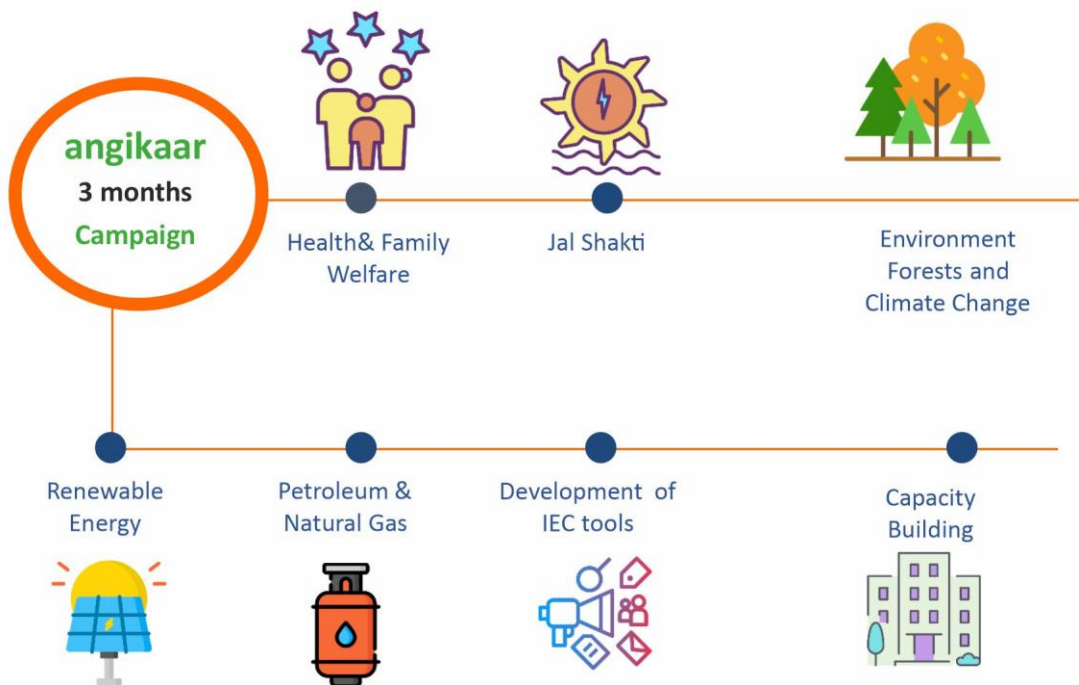 angikaar
3 months
Campaign
Health& Family
Welfare
Jal Shakti
Environment
Forests and
Climate Change
Renewable
Energy
Petroleum &
Natural Gas
Development of
IEC tools
Capacity
Building